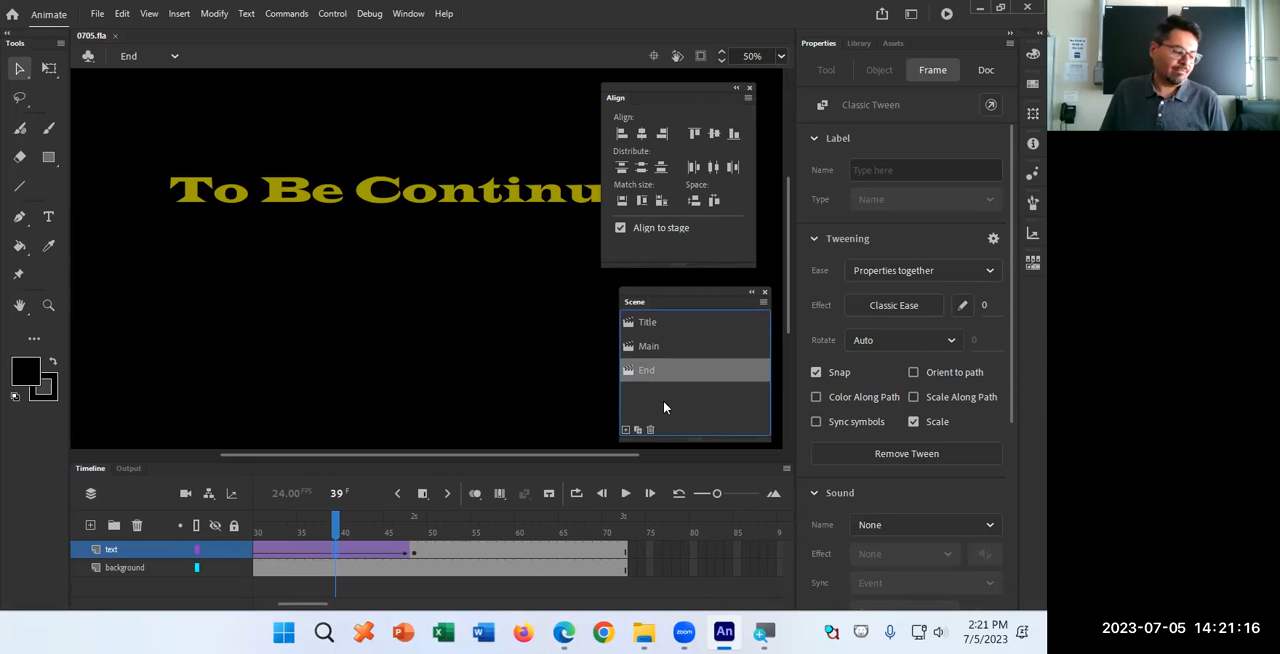 Animate File Edit View Insert Modify Text Commands Control Debug Window Help
0705.fla
Tools
End
50%
To Be Continu
Align
Align:
Distribute:
Match size: Space:
Align to stage
Scene
Title
Main
End
Properties Library Assets
Tool Object Frame Doc
Classic Tween
Label
Name Type here
Type Name
Tweening
Ease Properties together
Effect Classic Ease 0
Rotate Auto 0
Snap Orient to path
Color Along Path Scale Along Path
Sync symbols Scale
Remove Tween
Sound
Name None
Effect None
Sync Event
Timeline Output
24.00 FPS 39 F
2s 3s
30 35 40 45 50 55 60 65 70 75 80 85 9
text
background
An
2:21 PM
7/5/2023
2023-07-05 14:21:16